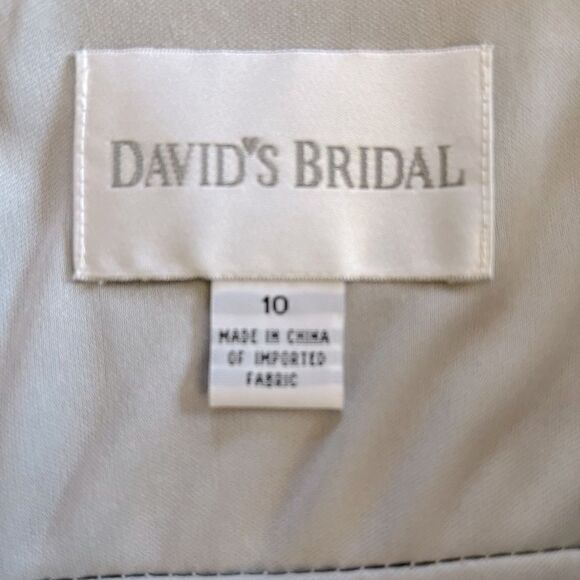 DAVID'S BRIDAL
10
MADE IN CHINA
OF IMPORTED
FABRIC